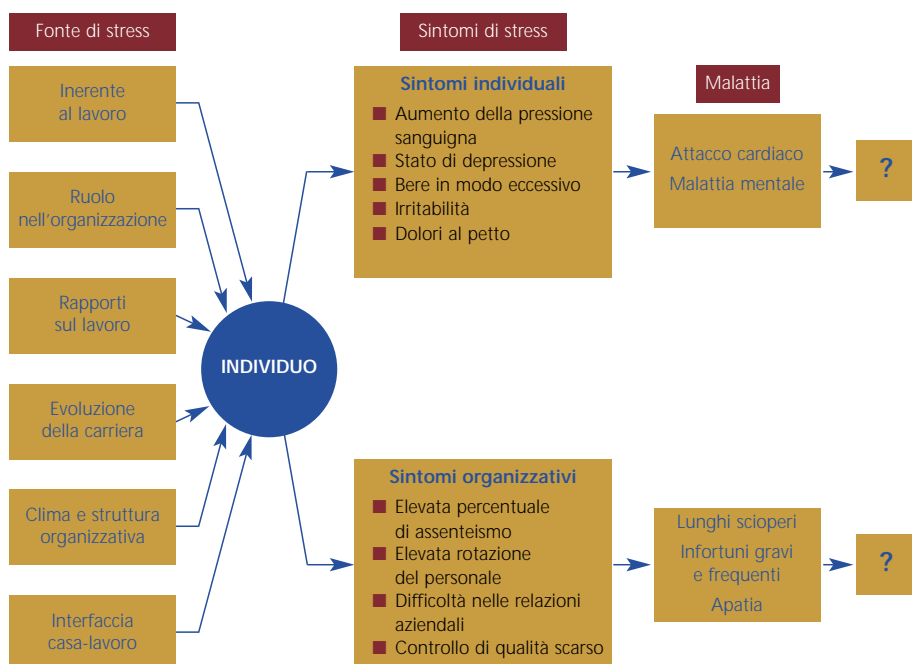 Fonte di stress
Inerente
al lavoro
Ruolo
nell'organizzazione
Rapporti
sul lavoro
Evoluzione
della carriera
Clima e struttura
organizzativa
Interfaccia
casa-lavoro
INDIVIDUO
Sintomi di stress
Sintomi individuali
Aumento della pressione
sanguigna
Stato di depressione
Bere in modo eccessivo
Irritabilità
Dolori al petto
Malattia
Attacco cardiaco
Malattia mentale
?
Sintomi organizzativi
Elevata percentuale
di assenteismo
Elevata rotazione
del personale
Difficoltà nelle relazioni
aziendali
Controllo di qualità scarso
Lunghi scioperi
Infortuni gravi
e frequenti
Apatia
?